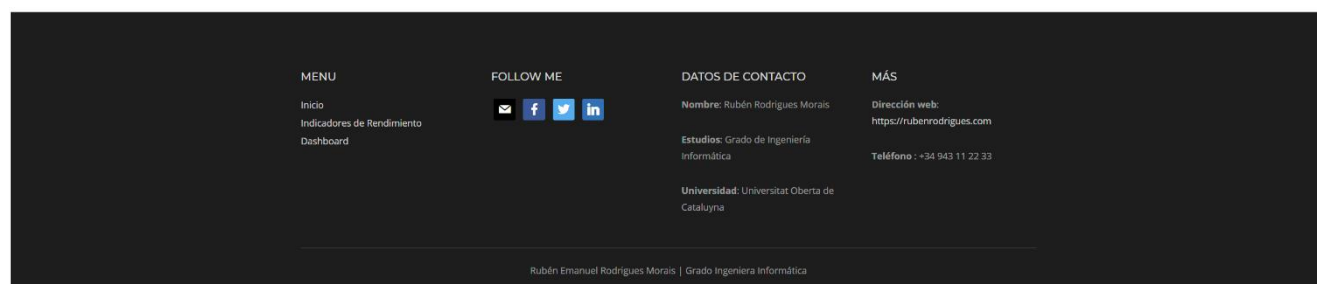 MENU
Inicio
Indicadores de Rendimiento
Dashboard
FOLLOW ME
f
in
DATOS DE CONTACTO
Nombre: Rubén Rodrigues Morais
Estudios: Grado de Ingeniería
Informática
Universidad: Universitat Oberta de
Cataluyna
MÁS
Dirección web:
https://rubenrodrigues.com
Teléfono : +34 943 11 22 33
Rubén Emanuel Rodrigues Morais | Grado Ingeniera Informática